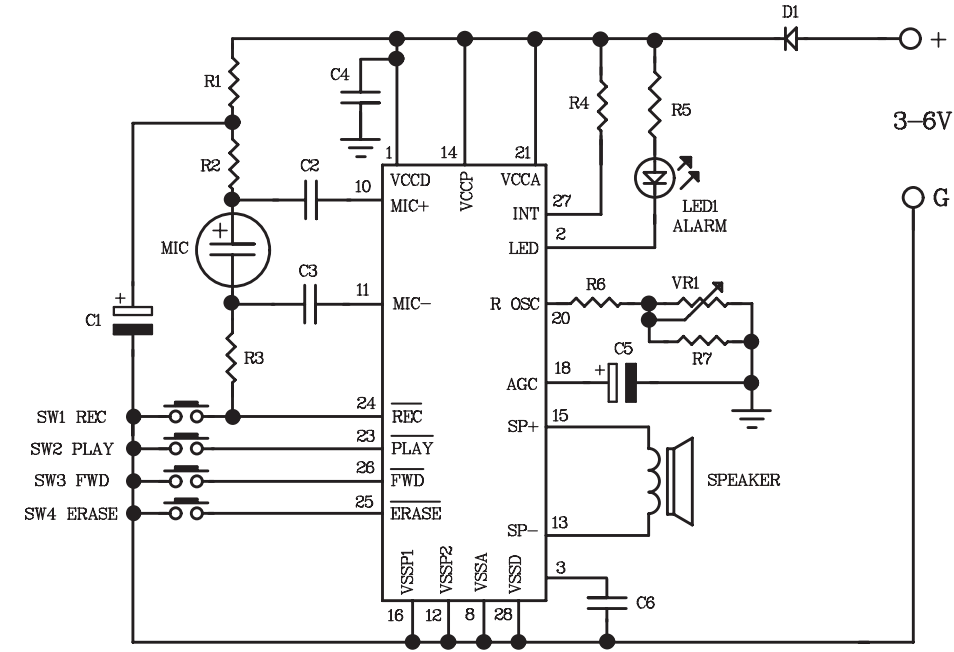 D1
+
R1
C4
R4
R5
3-6V
1
14
21
R2
C2
10
VCCD
VCCP
VCCA
27
G
MIC+
INT
LED1
ALARM
+
MIC
2
LED
C3
11
MIC-
R OSC
20
R6
VR1
+
C1
R3
R7
C5
+
AGC
18
SW1 REC
24
REC
15
SP+
SW2 PLAY
23
PLAY
SW3 FWD
26
FWD
SPEAKER
SW4 ERASE
25
ERASE
13
SP-
VSSP1
VSSP2
VSSA
VSSD
3
C6
16
12
8
28